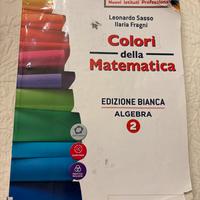 Nuovi Istituti Professionali
Leonardo Sasso
Ilaria Fragni
Colori
della
Matematica
EDIZIONE BIANCA
ALGEBRA 2